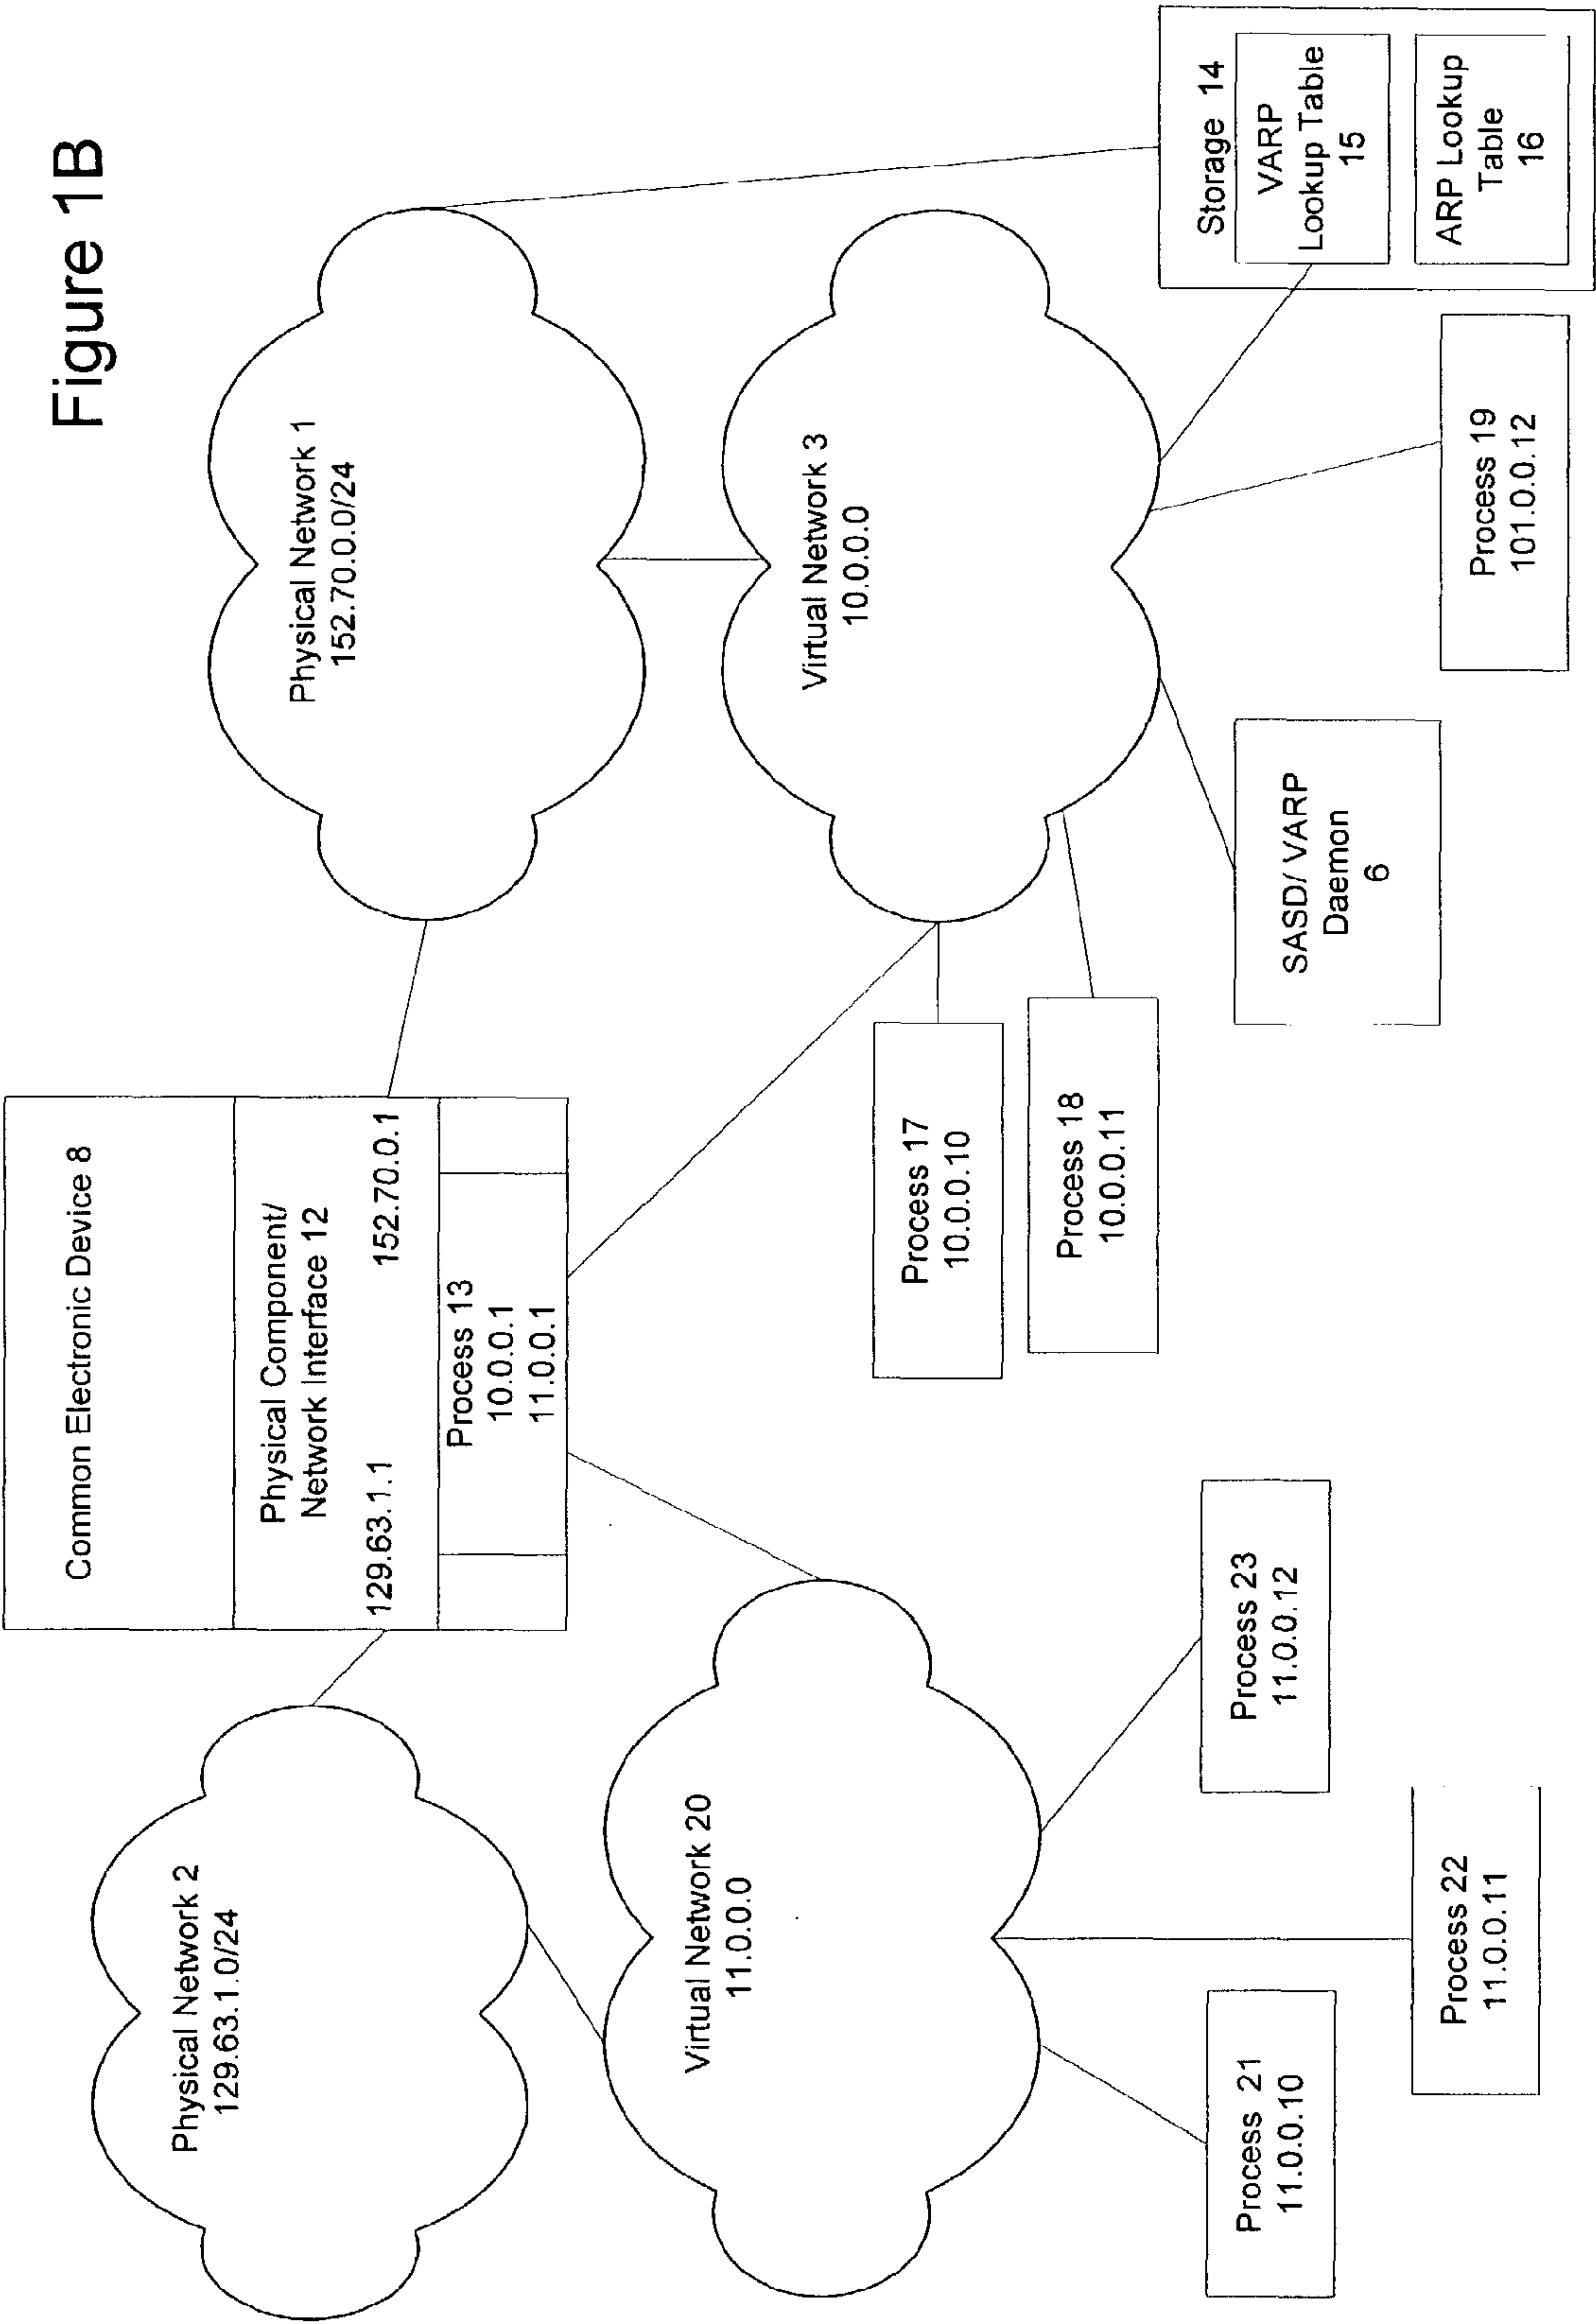 Figure 1B
Common Electronic Device 8
Physical Component/
Network Interface 12
129.63.1.1
152.70.0.1
Process 13
10.0.0.1
11.0.0.1
Physical Network 2
129.63.1.0/24
Physical Network 1
152.70.0.0/24
Virtual Network 20
11.0.0.0
Virtual Network 3
10.0.0.0
Process 21
11.0.0.10
Process 22
11.0.0.11
Process 23
11.0.0.12
Process 17
10.0.0.10
Process 18
10.0.0.11
SASD/ VARP
Daemon
6
Process 19
101.0.0.12
Storage 14
VARP
Lookup Table
15
ARP Lookup
Table
16